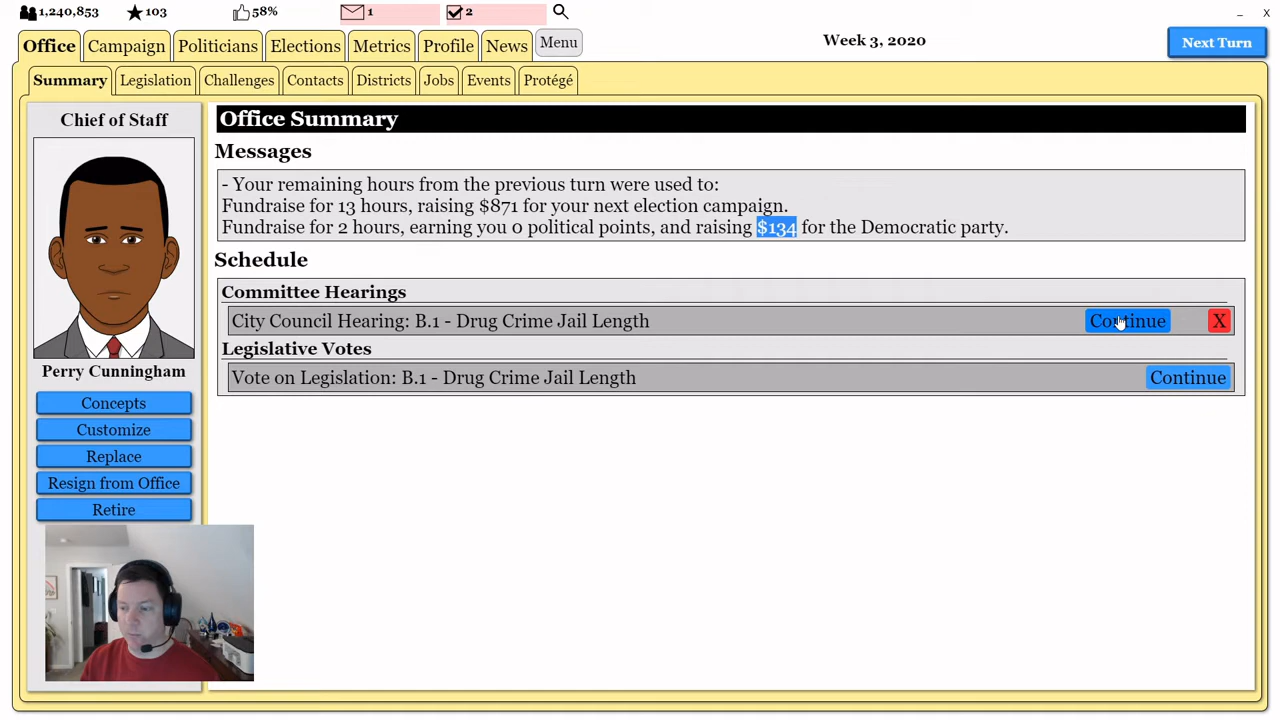 1,240,853 103 58% 1 2 _ X
Office Campaign Politicians Elections Metrics Profile News Menu Week 3, 2020 Next Turn
Summary Legislation Challenges Contacts Districts Jobs Events Protégé
Chief of Staff
Perry Cunningham
Concepts
Customize
Replace
Resign from Office
Retire
Office Summary
Messages
- Your remaining hours from the previous turn were used to:
Fundraise for 13 hours, raising $871 for your next election campaign.
Fundraise for 2 hours, earning you 0 political points, and raising $134 for the Democratic party.
Schedule
Committee Hearings
City Council Hearing: B.1 - Drug Crime Jail Length Continue X
Legislative Votes
Vote on Legislation: B.1 - Drug Crime Jail Length Continue